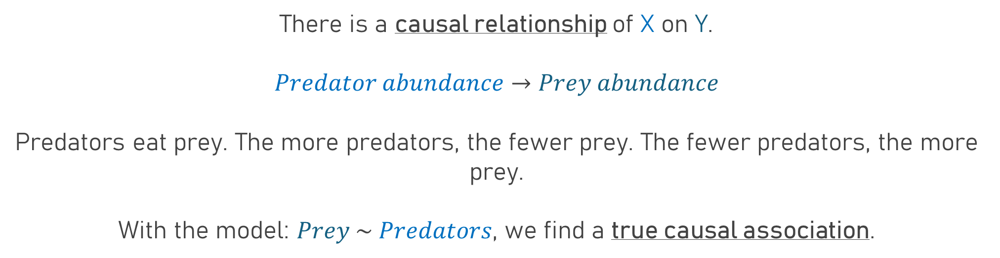 There is a causal relationship of X on Y.
Predator abundance → Prey abundance
Predators eat prey. The more predators, the fewer prey. The fewer predators, the more
prey.
With the model: Prey ~ Predators, we find a true causal association.